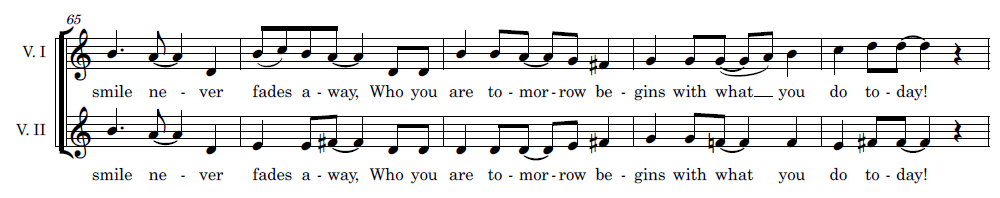 65
V. I
smile ne - ver fades a - way, Who you are to - mor - row be - gins with what__ you do to - day!
V. II
smile ne - ver fades a - way, Who you are to - mor - row be - gins with what you do to - day!